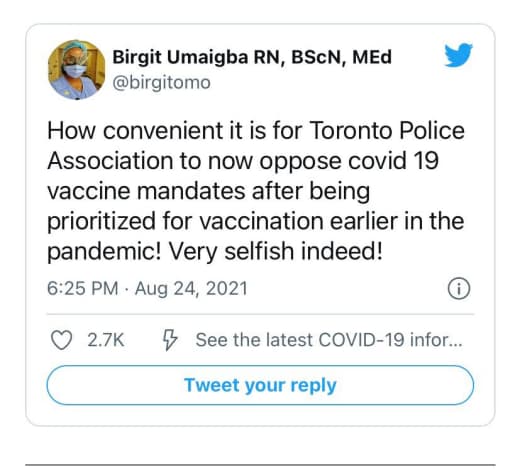 Birgit Umaigba RN, BScN, MEd
@birgitomo
How convenient it is for Toronto Police
Association to now oppose covid 19
vaccine mandates after being
prioritized for vaccination earlier in the
pandemic! Very selfish indeed!
6:25 PM · Aug 24, 2021
2.7K See the latest COVID-19 infor...
Tweet your reply